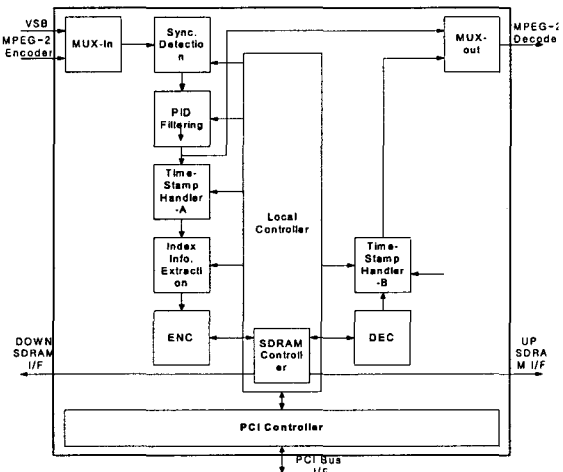 VSB
MPEG-2
Encoder
MUX-In
Sync.
Detectio
n
PID
Filtering
Time-
Stamp
Handler
-A
Index
Info.
Extracti
on
ENC
Local
Controller
SDRAM
Controll
er
MUX-
out
MPEG-2
Decode
Time-
Stamp
Handler
-B
DEC
DOWN
SDRAM
I/F
UP
SDRA
M I/F
PCI Controller
PCI Bus
I/F